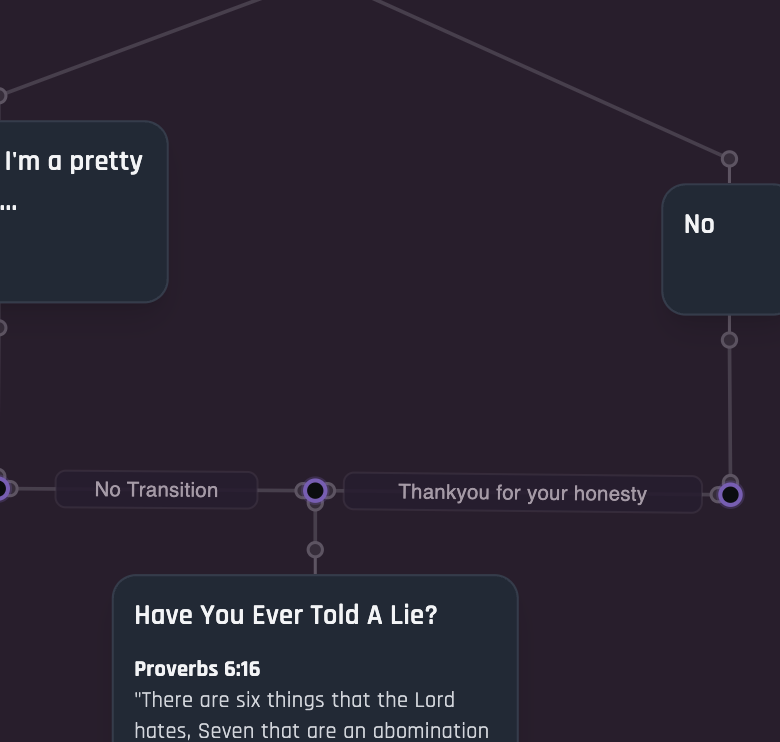 I'm a pretty
...
No
No Transition
Thankyou for your honesty
Have You Ever Told A Lie?
Proverbs 6:16
"There are six things that the Lord
hates, Seven that are an abomination